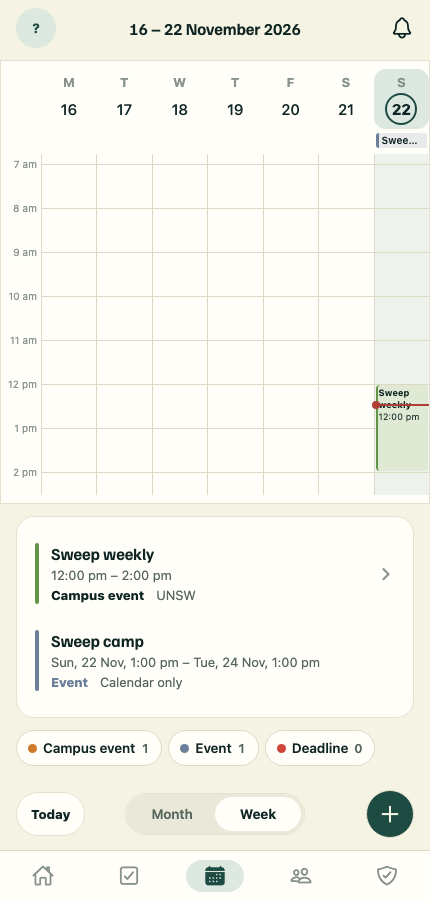 ?
16 – 22 November 2026
M T W T F S S
16 17 18 19 20 21 22
Swee...
7 am
8 am
9 am
10 am
11 am
12 pm
Sweep
weekly
12:00 pm
1 pm
2 pm
Sweep weekly
12:00 pm – 2:00 pm
Campus event UNSW
Sweep camp
Sun, 22 Nov, 1:00 pm – Tue, 24 Nov, 1:00 pm
Event Calendar only
Campus event 1 Event 1 Deadline 0
Today Month Week